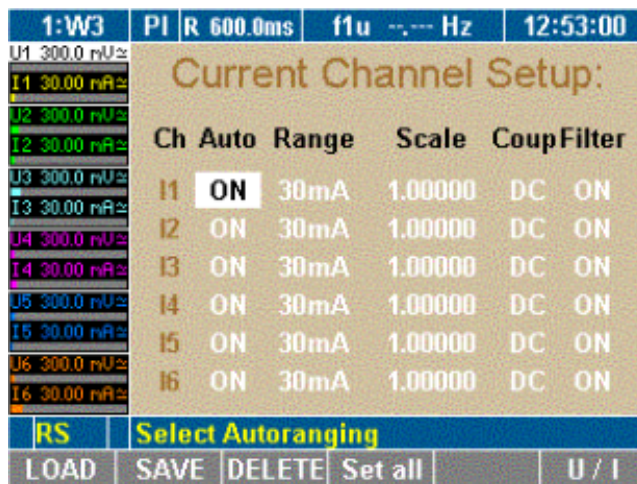 1:W3 PI R 600.0ms f1u --.--- Hz 12:53:00
U1 300.0 mV≃
I1 30.00 mA≃
U2 300.0 mV≃
I2 30.00 mA≃
U3 300.0 mV≃
I3 30.00 mA≃
U4 300.0 mV≃
I4 30.00 mA≃
U5 300.0 mV≃
I5 30.00 mA≃
U6 300.0 mV≃
I6 30.00 mA≃
Current Channel Setup:
Ch Auto Range Scale Coup Filter
I1 ON 30mA 1.00000 DC ON
I2 ON 30mA 1.00000 DC ON
I3 ON 30mA 1.00000 DC ON
I4 ON 30mA 1.00000 DC ON
I5 ON 30mA 1.00000 DC ON
I6 ON 30mA 1.00000 DC ON
RS Select Autoranging
LOAD SAVE DELETE Set all U / I